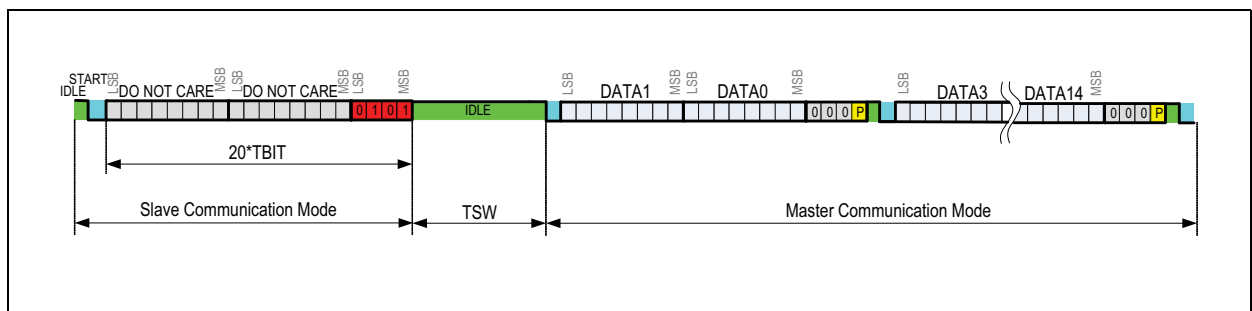 START
IDLE
LSB
DO NOT CARE
MSB
LSB
DO NOT CARE
MSB
LSB
MSB
0 1 0 1
IDLE
LSB
DATA1
MSB
LSB
DATA0
MSB
0 0 0 P
LSB
DATA3
DATA14
MSB
0 0 0 P
20*TBIT
Slave Communication Mode
TSW
Master Communication Mode